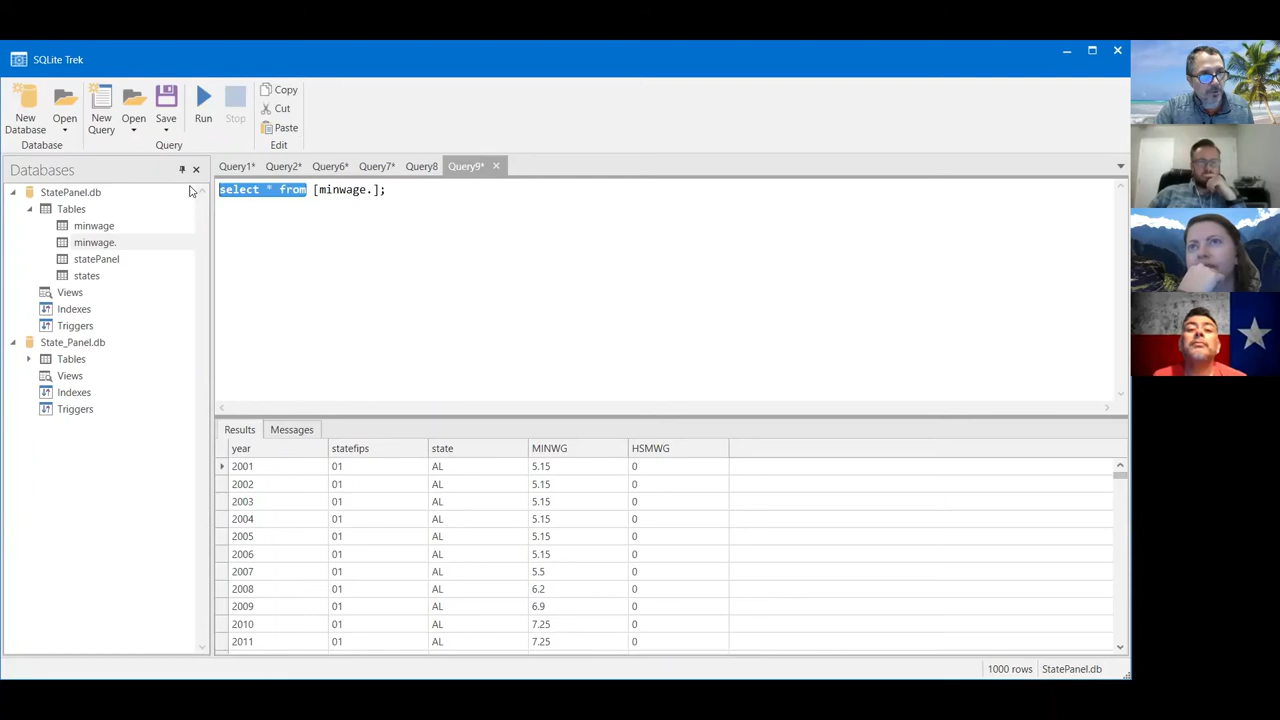 SQLite Trek
New Database
Open
New Query
Open
Save
Run
Stop
Copy
Cut
Paste
Database
Query
Edit
Databases
StatePanel.db
Tables
minwage
minwage.
statePanel
states
Views
Indexes
Triggers
State_Panel.db
Tables
Views
Indexes
Triggers
Query1* Query2* Query6* Query7* Query8 Query9*
select * from [minwage.];
Results Messages
year statefips state MINWG HSMWG
2001 01 AL 5.15 0
2002 01 AL 5.15 0
2003 01 AL 5.15 0
2004 01 AL 5.15 0
2005 01 AL 5.15 0
2006 01 AL 5.15 0
2007 01 AL 5.5 0
2008 01 AL 6.2 0
2009 01 AL 6.9 0
2010 01 AL 7.25 0
2011 01 AL 7.25 0
1000 rows StatePanel.db